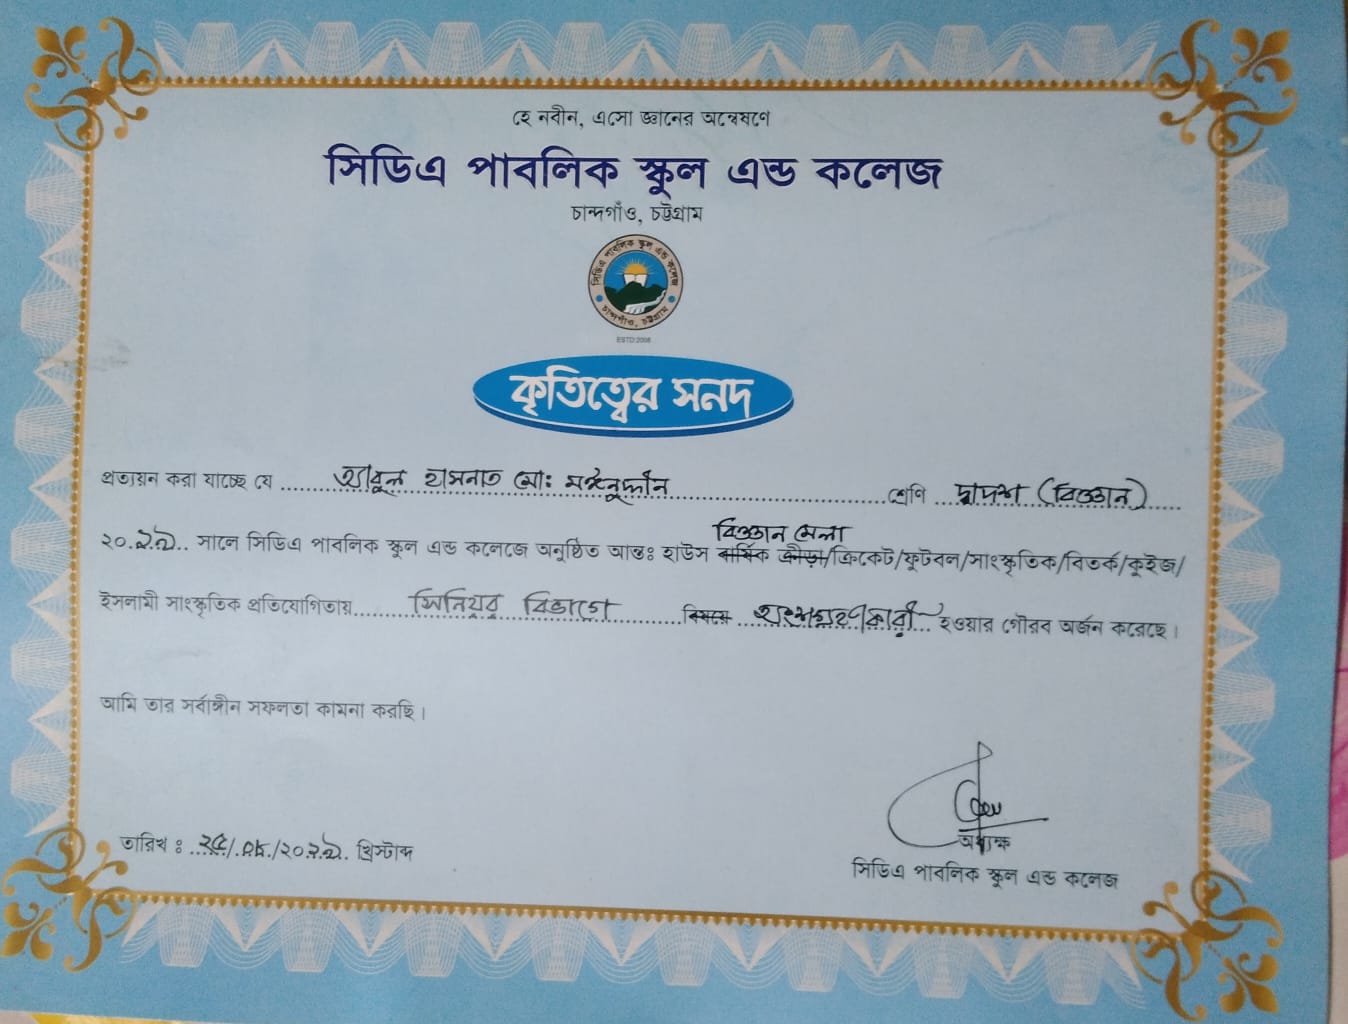 হে নবীন, এসো জ্ঞানের অন্বেষণে
সিডিএ পাবলিক স্কুল এন্ড কলেজ
চান্দগাঁও, চট্টগ্রাম
সিডিএ পাবলিক স্কুল এন্ড কলেজ
চান্দগাঁও, চট্টগ্রাম
ESTD:2008
কৃতিত্বের সনদ
প্রত্যয়ন করা যাচ্ছে যে আবুল হাসনাত মো: মঈনুদ্দীন শ্রেণি দ্বাদশ (বিজ্ঞান)
বিজ্ঞান মেলা
২০২৬ সালে সিডিএ পাবলিক স্কুল এন্ড কলেজে অনুষ্ঠিত আন্তঃ হাউস বার্ষিক ক্রীড়া/ক্রিকেট/ফুটবল/সাংস্কৃতিক/বিতর্ক/কুইজ/
ইসলামী সাংস্কৃতিক প্রতিযোগিতায় সিনিয়র বিভাগে বিষয়ে অংশগ্রহণকারী হওয়ার গৌরব অর্জন করেছে।
আমি তার সর্বাঙ্গীন সফলতা কামনা করছি।
অধ্যক্ষ
তারিখ : ২৫/০৮/২০২৬ খ্রিস্টাব্দ
সিডিএ পাবলিক স্কুল এন্ড কলেজ